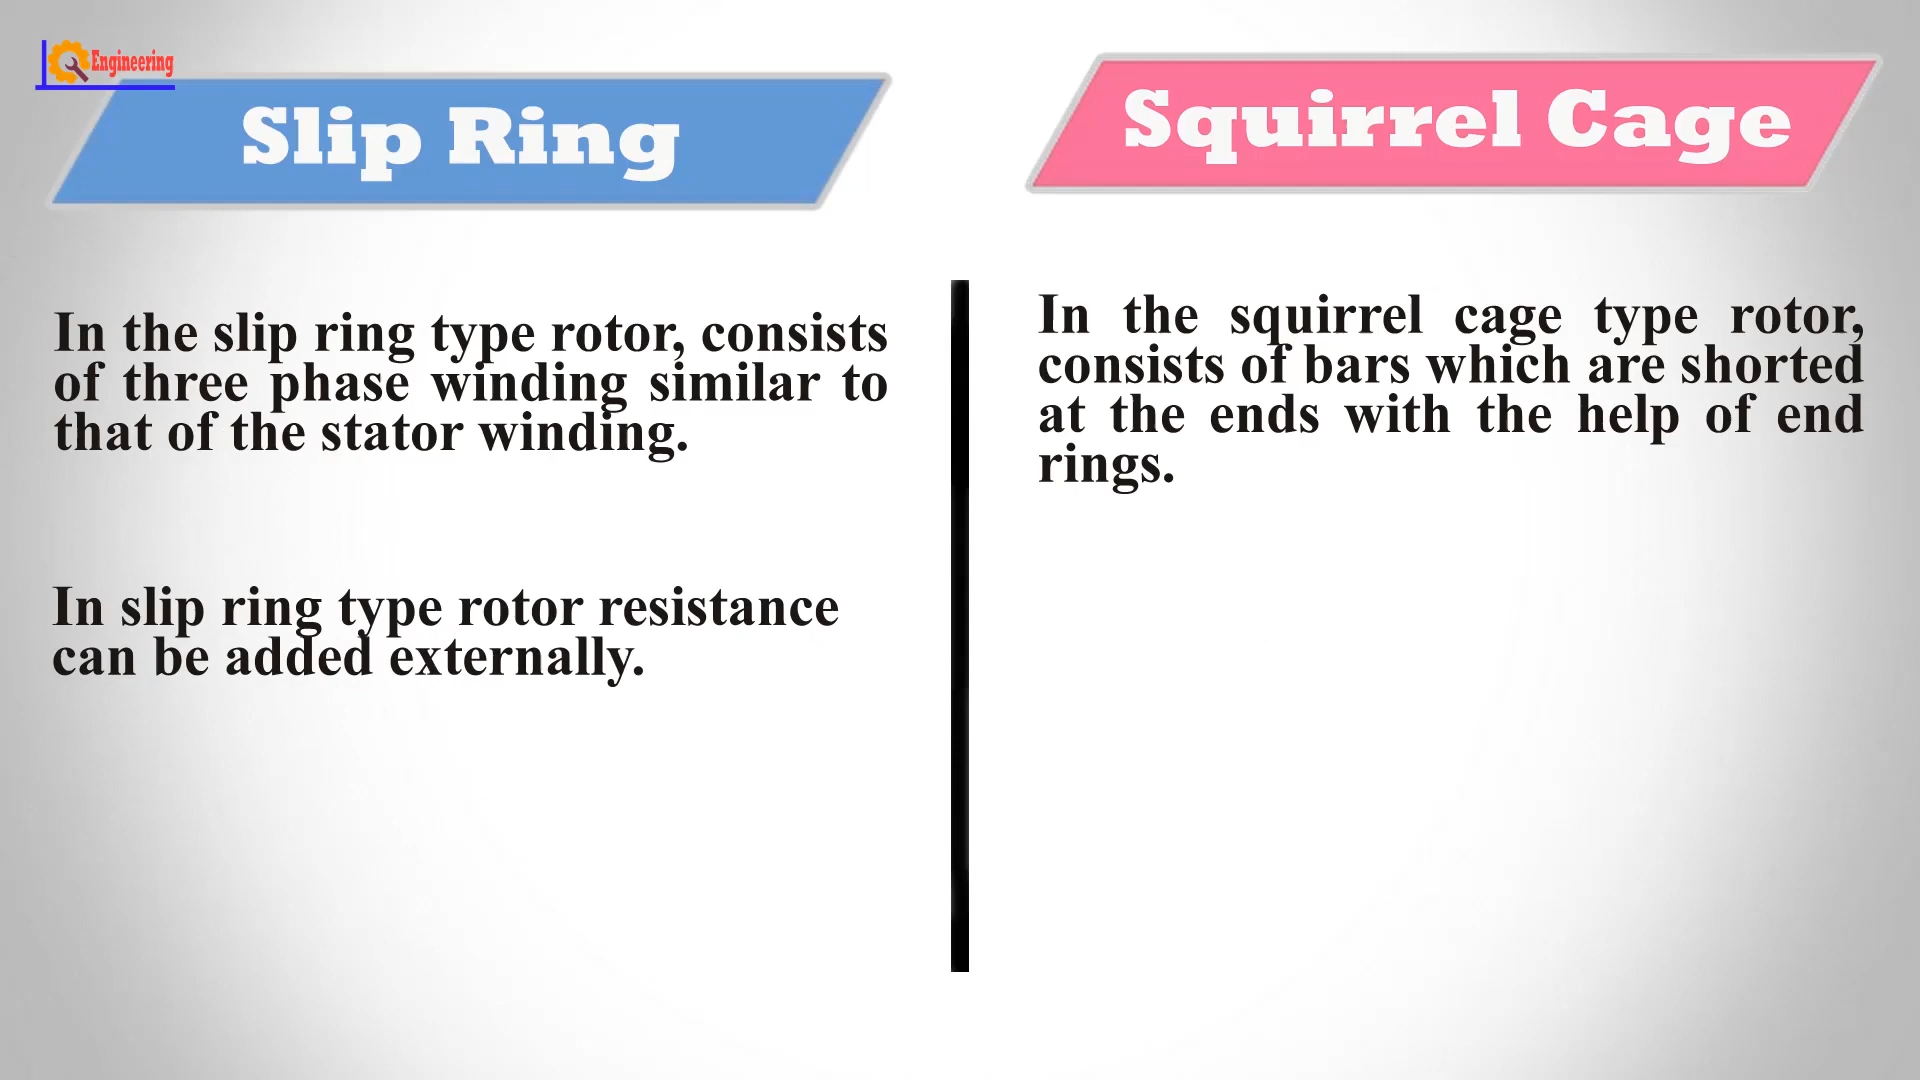 Engineering
Slip Ring
Squirrel Cage
In the slip ring type rotor, consists
of three phase winding similar to
that of the stator winding.
In slip ring type rotor resistance
can be added externally.
In the squirrel cage type rotor,
consists of bars which are shorted
at the ends with the help of end
rings.